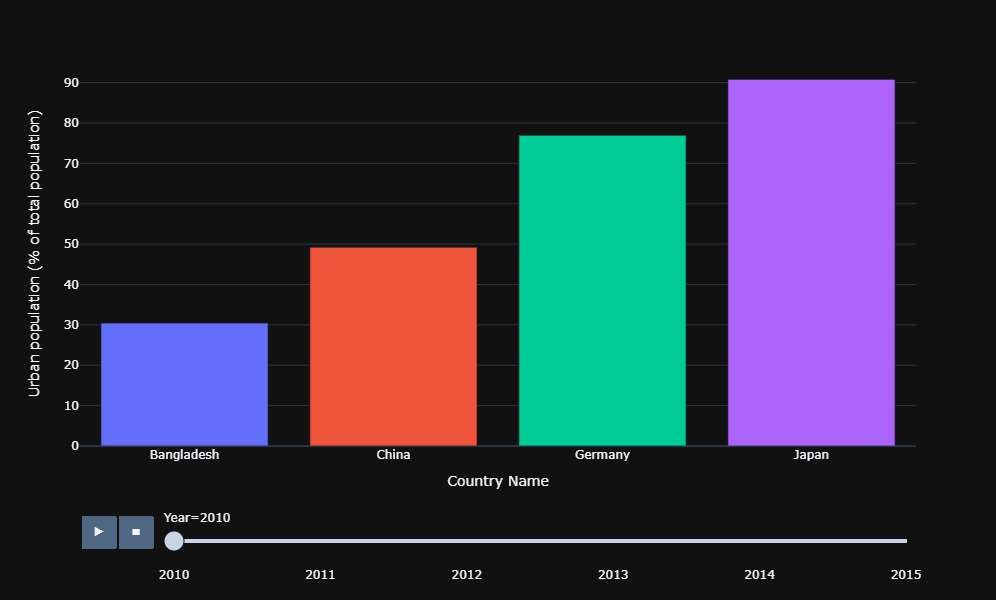 Urban population (% of total population)
90
80
70
60
50
40
30
20
10
0
Bangladesh China Germany Japan
Country Name
Year=2010
2010 2011 2012 2013 2014 2015